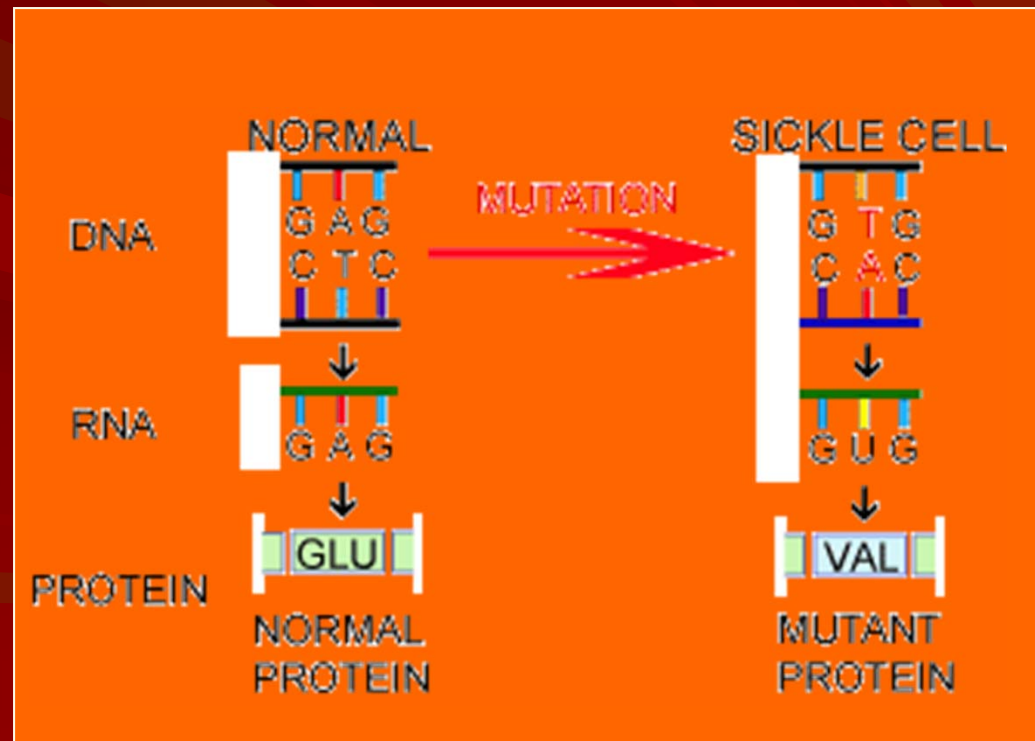 NORMAL
SICKLE CELL
MUTATION
DNA
G A G
C T C
G T G
C A C
RNA
G A G
G U G
PROTEIN
GLU
VAL
NORMAL
PROTEIN
MUTANT
PROTEIN